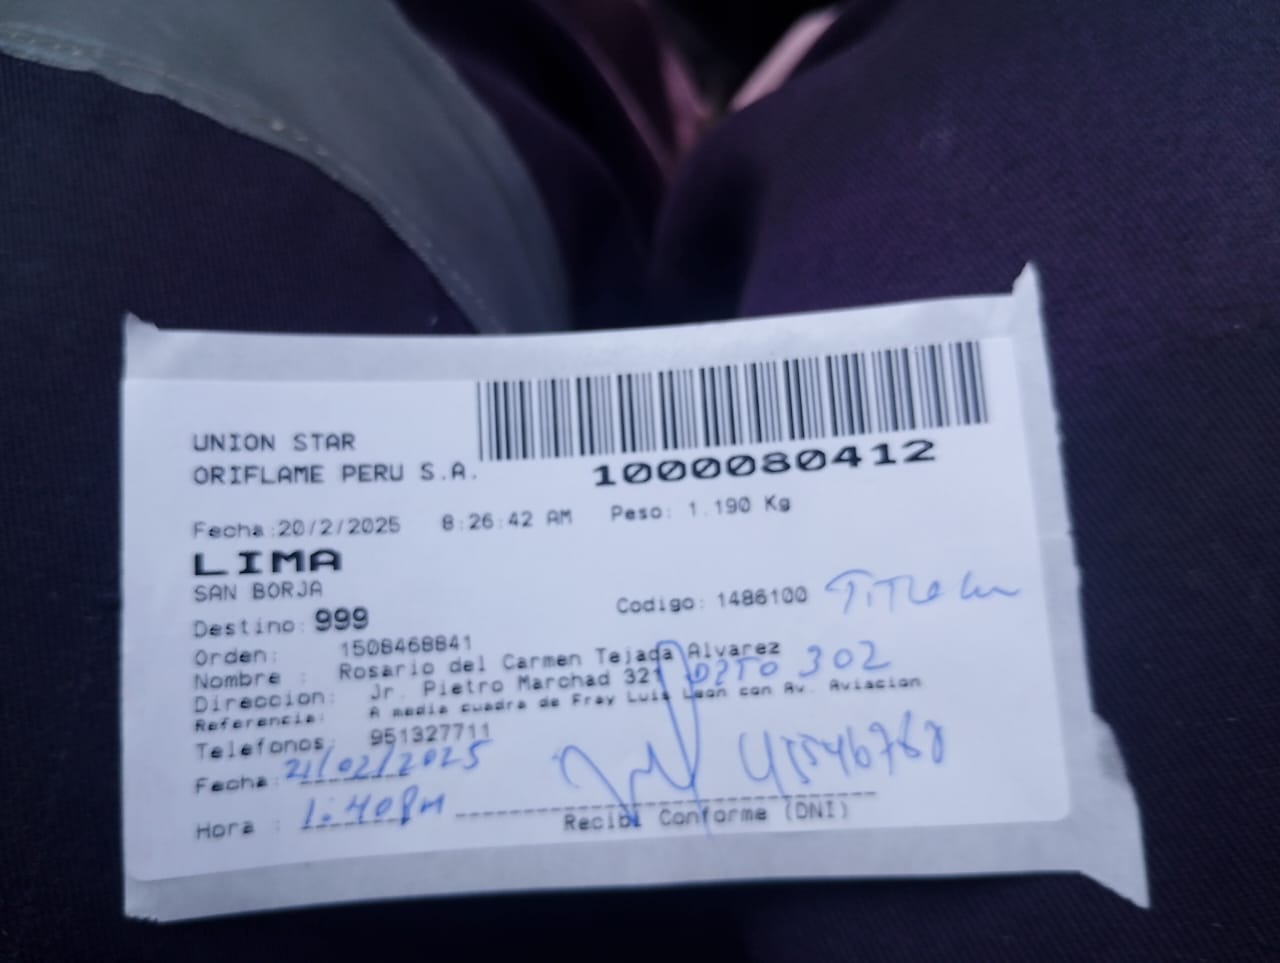 UNION STAR
ORIFLAME PERU S.A.
1000080412
Fecha:20/2/2025 8:26:42 AM Peso: 1.190 Kg
LIMA
SAN BORJA
Codigo: 1486100 TiTular
Destino: 999
Orden: 1508468841
Nombre : Rosario del Carmen Tejada Alvarez
Direccion: Jr. Pietro Marchad 321 DPTO 302
Referencia: A media cuadra de Fray Luis Leon con Av. Aviacion
Telefonos: 951327711
Fecha: 21/02/2025
Hora : 1:40PM
Recibi Conforme (DNI)